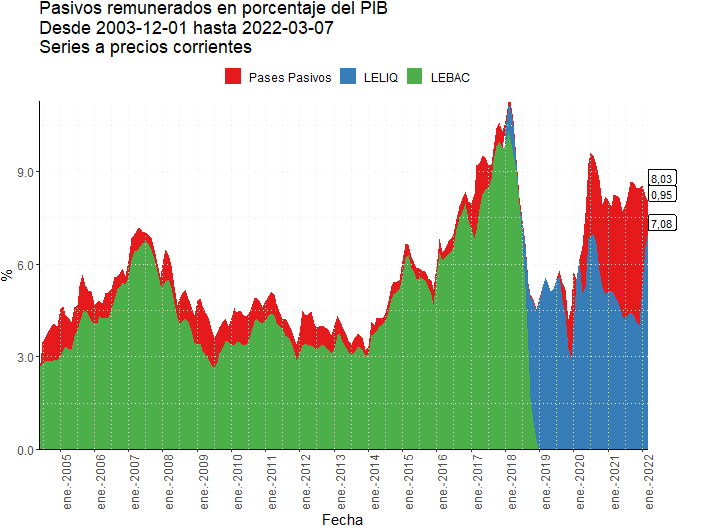 Pasivos remunerados en porcentaje del PIB
Desde 2003-12-01 hasta 2022-03-07
Series a precios corrientes
Pases Pasivos LELIQ LEBAC
9.0
6.0
3.0
0.0
%
8,03
0,95
7,08
ene.-2005
ene.-2006
ene.-2007
ene.-2008
ene.-2009
ene.-2010
ene.-2011
ene.-2012
ene.-2013
ene.-2014
ene.-2015
ene.-2016
ene.-2017
ene.-2018
ene.-2019
ene.-2020
ene.-2021
ene.-2022
Fecha